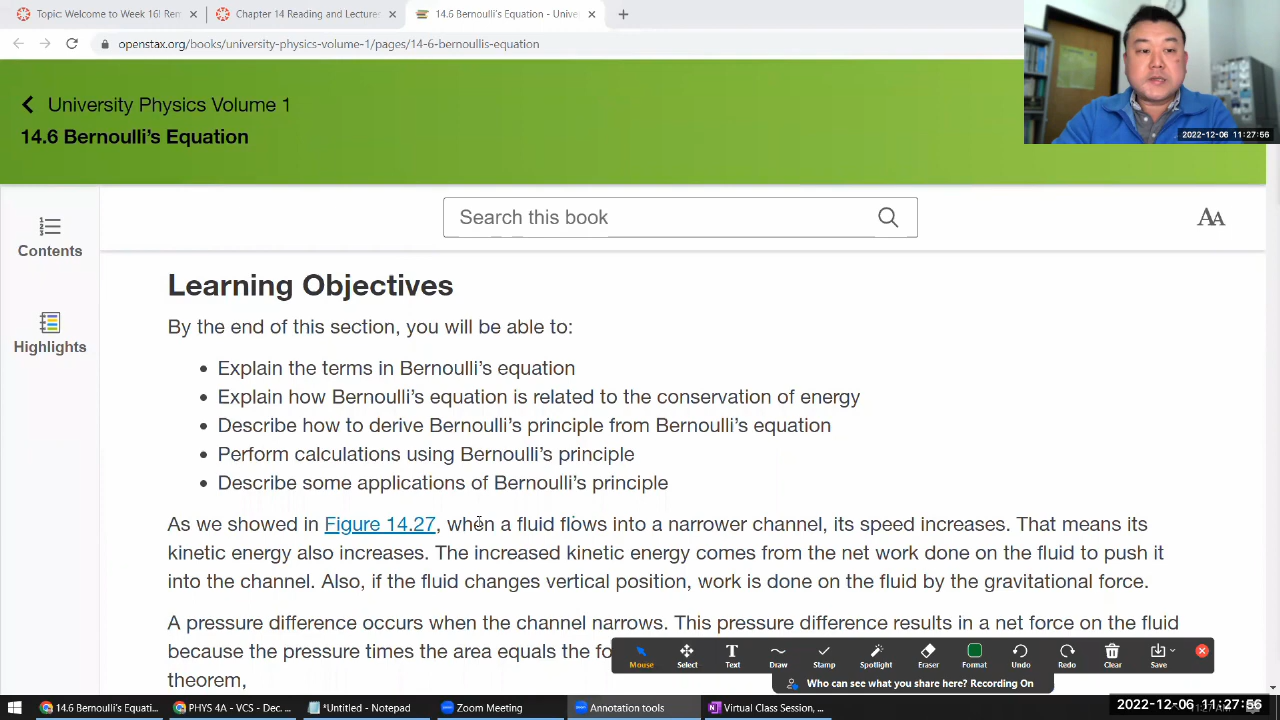 Topic: Welcome to Week 16! Ren
Chapter 14 Reading and Lecture
14.6 Bernoulli's Equation - Unive
openstax.org/books/university-physics-volume-1/pages/14-6-bernoullis-equation
2022-12-06 11:27:56
University Physics Volume 1
14.6 Bernoulli's Equation
Search this book
AA
Contents
Highlights
Learning Objectives
By the end of this section, you will be able to:
• Explain the terms in Bernoulli's equation
• Explain how Bernoulli's equation is related to the conservation of energy
• Describe how to derive Bernoulli's principle from Bernoulli's equation
• Perform calculations using Bernoulli's principle
• Describe some applications of Bernoulli's principle
As we showed in Figure 14.27, when a fluid flows into a narrower channel, its speed increases. That means its
kinetic energy also increases. The increased kinetic energy comes from the net work done on the fluid to push it
into the channel. Also, if the fluid changes vertical position, work is done on the fluid by the gravitational force.
A pressure difference occurs when the channel narrows. This pressure difference results in a net force on the fluid
because the pressure times the area equals the fo
theorem,
Mouse Select Text Draw Stamp Spotlight Eraser Format Undo Redo Clear Save
Who can see what you share here? Recording On
14.6 Bernoulli's Equati... PHYS 4A - VCS - Dec. ... *Untitled - Notepad Zoom Meeting Annotation tools Virtual Class Session, ... 2022-12-06 11:27:56